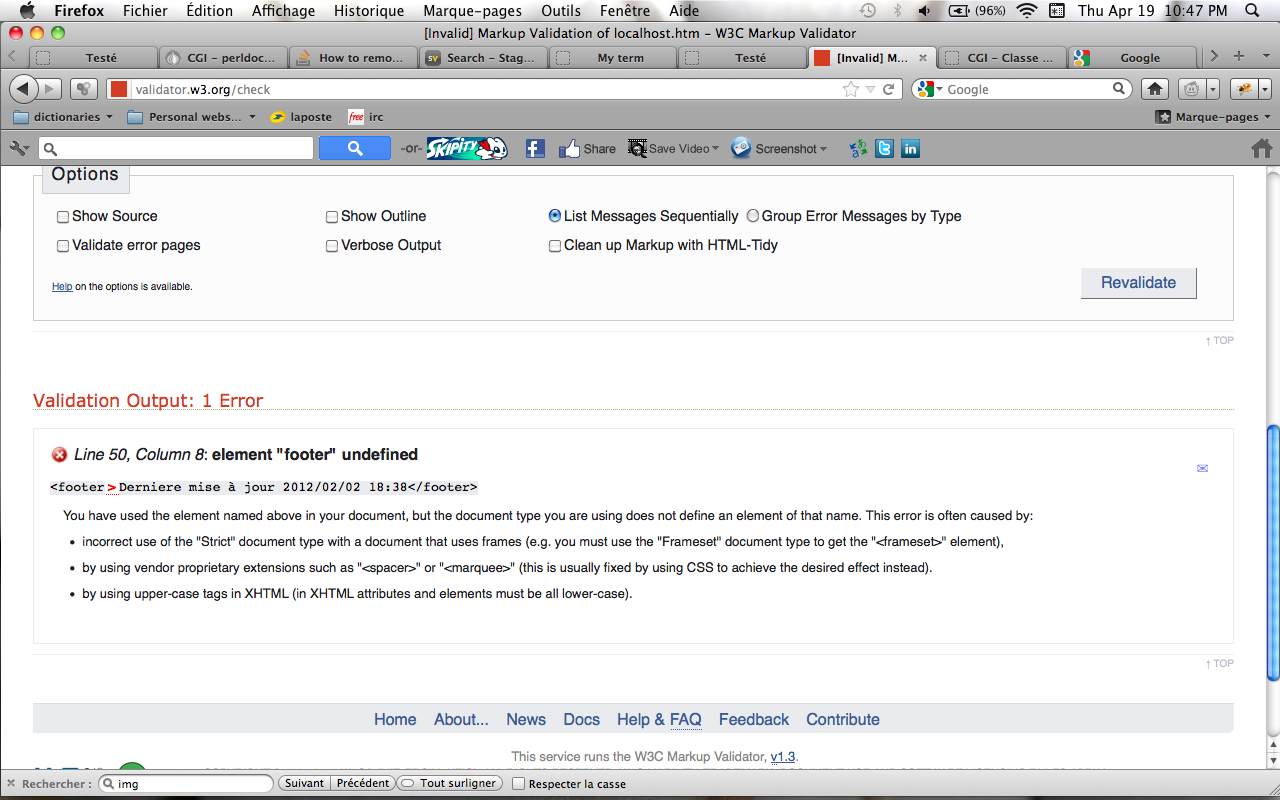 Firefox Fichier Édition Affichage Historique Marque-pages Outils Fenêtre Aide (96%) Thu Apr 19 10:47 PM
[Invalid] Markup Validation of localhost.htm - W3C Markup Validator
Testé CGI - perldoc... How to remo... Search - Stag... My term Testé [Invalid] M... CGI - Classe ... Google
validator.w3.org/check Google
dictionaries Personal webs... laposte free irc Marque-pages
-or- SKIPITY Share Save Video Screenshot
Options
Show Source Show Outline List Messages Sequentially Group Error Messages by Type
Validate error pages Verbose Output Clean up Markup with HTML-Tidy
Help on the options is available.
Revalidate
↑ TOP
Validation Output: 1 Error
Line 50, Column 8: element "footer" undefined
<footer>Derniere mise à jour 2012/02/02 18:38</footer>
You have used the element named above in your document, but the document type you are using does not define an element of that name. This error is often caused by:
• incorrect use of the "Strict" document type with a document that uses frames (e.g. you must use the "Frameset" document type to get the "<frameset>" element),
• by using vendor proprietary extensions such as "<spacer>" or "<marquee>" (this is usually fixed by using CSS to achieve the desired effect instead).
• by using upper-case tags in XHTML (in XHTML attributes and elements must be all lower-case).
↑ TOP
Home About... News Docs Help & FAQ Feedback Contribute
This service runs the W3C Markup Validator, v1.3.
Rechercher : img Suivant Précédent Tout surligner Respecter la casse